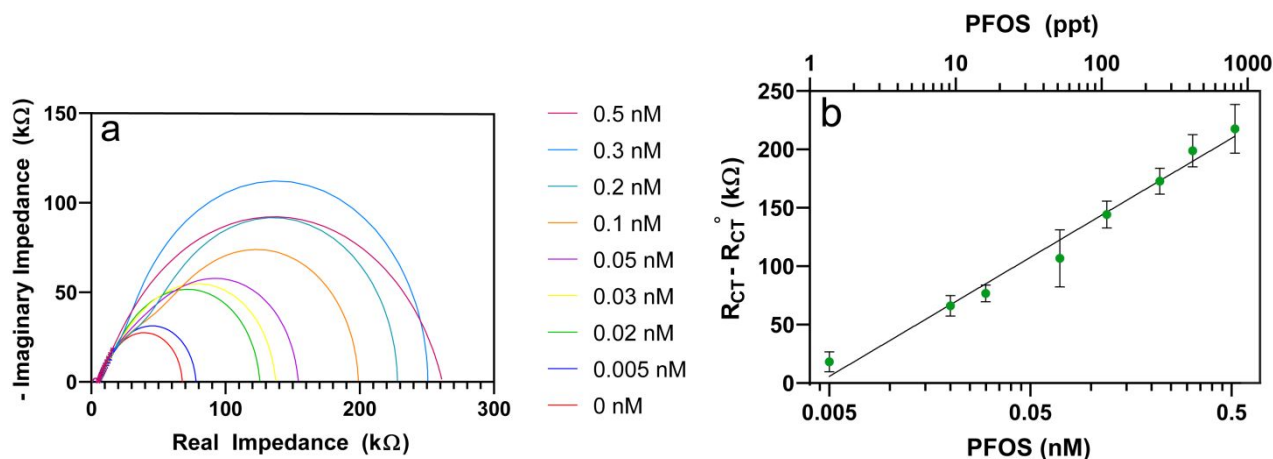 a
150
100
50
0
- Imaginary Impedance (kΩ)
0 100 200 300
Real Impedance (kΩ)
0.5 nM
0.3 nM
0.2 nM
0.1 nM
0.05 nM
0.03 nM
0.02 nM
0.005 nM
0 nM
PFOS (ppt)
1 10 100 1000
b
250
200
150
100
50
0
R_CT - R_CT° (kΩ)
0.005 0.05 0.5
PFOS (nM)